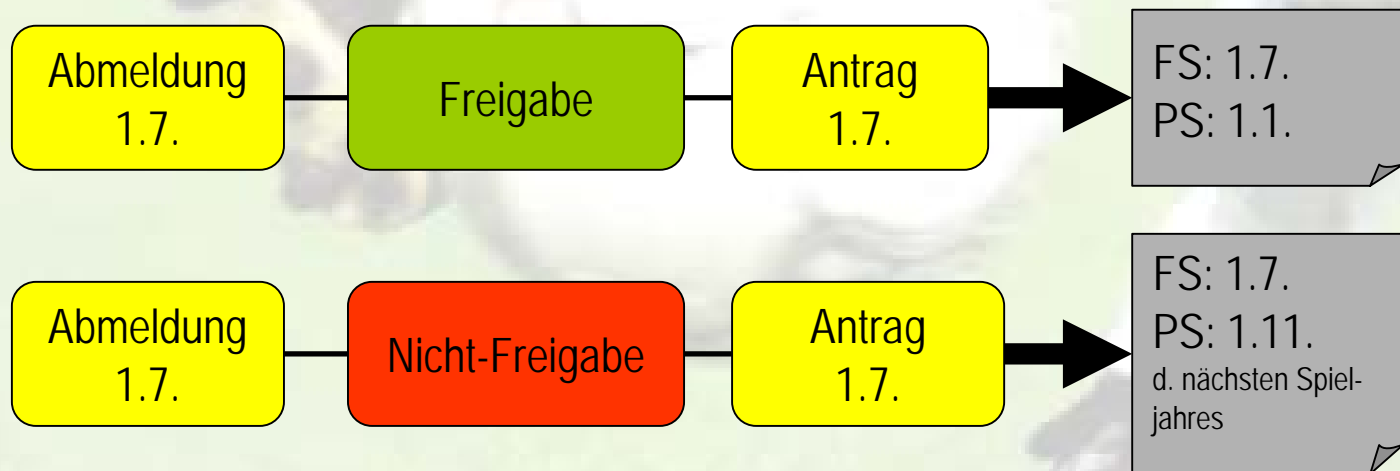 Abmeldung
1.7.
Freigabe
Antrag
1.7.
FS: 1.7.
PS: 1.1.
Abmeldung
1.7.
Nicht-Freigabe
Antrag
1.7.
FS: 1.7.
PS: 1.11.
d. nächsten Spiel-
jahres